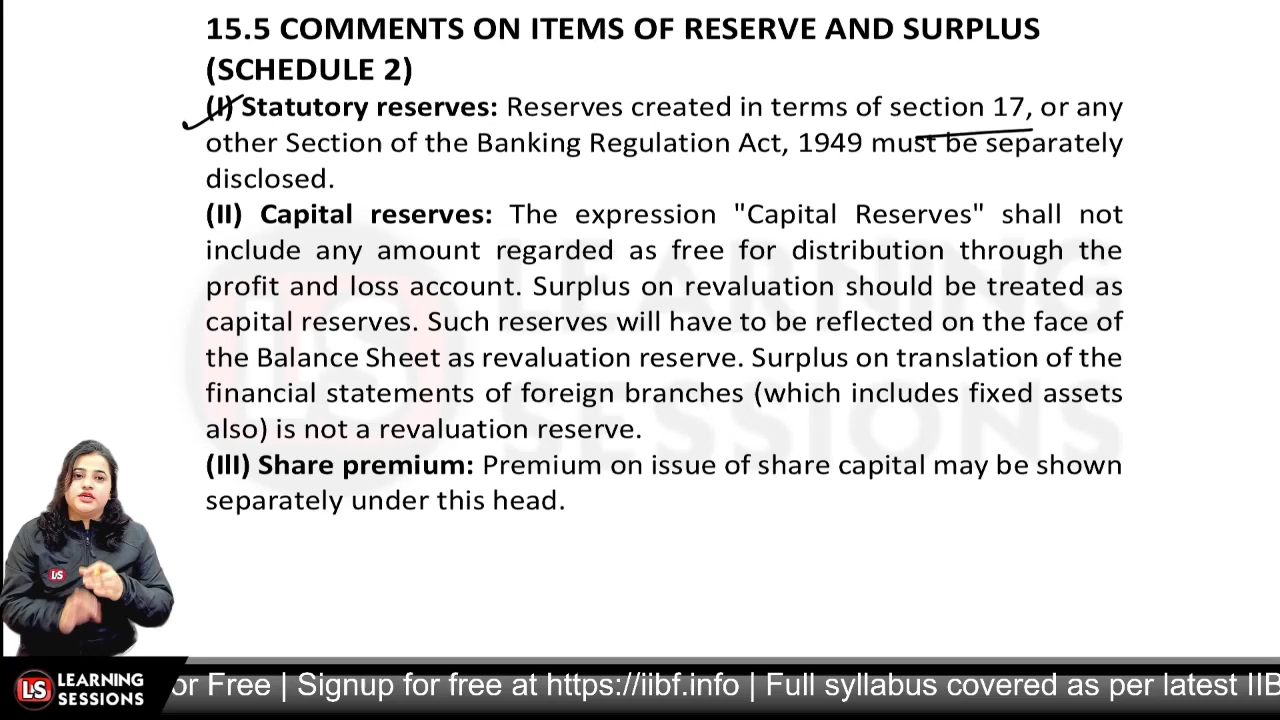 15.5 COMMENTS ON ITEMS OF RESERVE AND SURPLUS
(SCHEDULE 2)
(I) Statutory reserves: Reserves created in terms of section 17, or any
other Section of the Banking Regulation Act, 1949 must be separately
disclosed.
(II) Capital reserves: The expression "Capital Reserves" shall not
include any amount regarded as free for distribution through the
profit and loss account. Surplus on revaluation should be treated as
capital reserves. Such reserves will have to be reflected on the face of
the Balance Sheet as revaluation reserve. Surplus on translation of the
financial statements of foreign branches (which includes fixed assets
also) is not a revaluation reserve.
(III) Share premium: Premium on issue of share capital may be shown
separately under this head.
LS LEARNING
SESSIONS
LS
LS LEARNING
SESSIONS
or Free | Signup for free at https://iibf.info | Full syllabus covered as per latest IIB